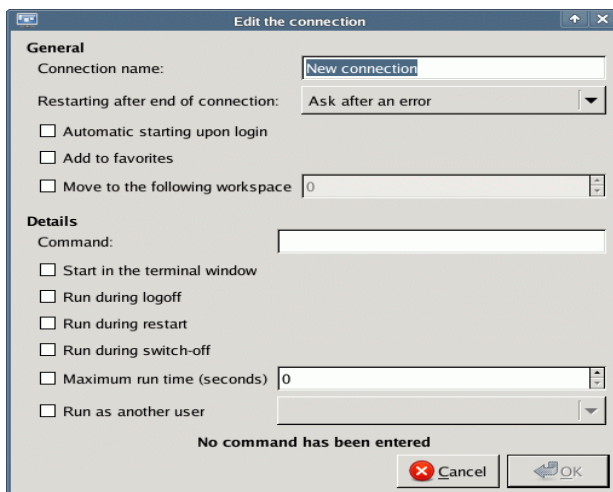 Edit the connection
General
Connection name: New connection
Restarting after end of connection: Ask after an error
Automatic starting upon login
Add to favorites
Move to the following workspace 0
Details
Command:
Start in the terminal window
Run during logoff
Run during restart
Run during switch-off
Maximum run time (seconds) 0
Run as another user
No command has been entered
Cancel OK